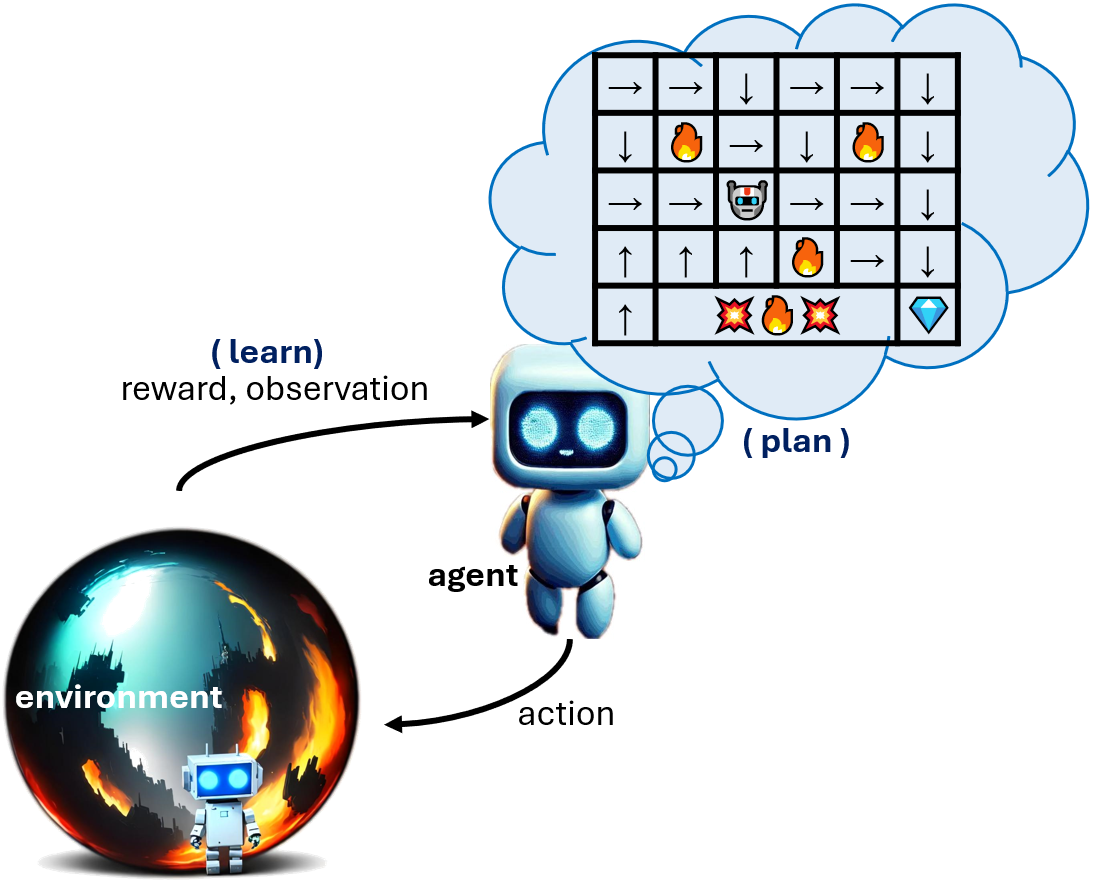 → → ↓ → → ↓
↓ → ↓ ↓
→ → → → ↓
↑ ↑ ↑ → ↓
↑
( learn)
reward, observation
( plan )
agent
environment
action